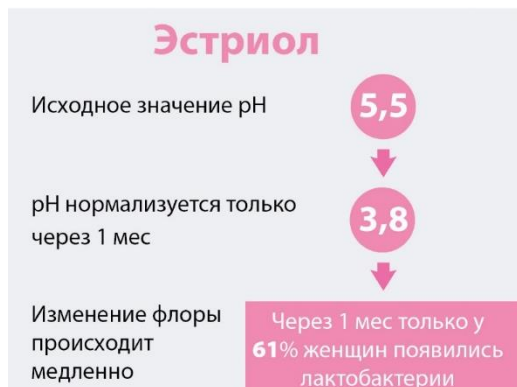 Эстриол
Исходное значение pH
5,5
pH нормализуется только
через 1 мес
3,8
Изменение флоры
происходит
медленно
Через 1 мес только у
61% женщин появились
лактобактерии